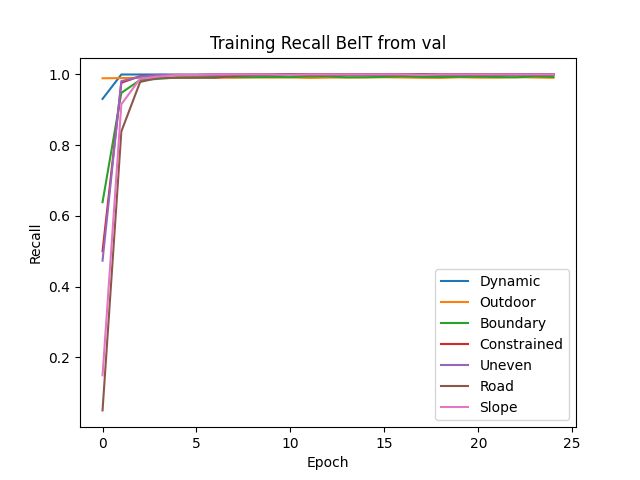 Training Recall BeIT from val
Recall
1.0
0.8
0.6
0.4
0.2
0
5
10
15
20
25
Epoch
Dynamic
Outdoor
Boundary
Constrained
Uneven
Road
Slope